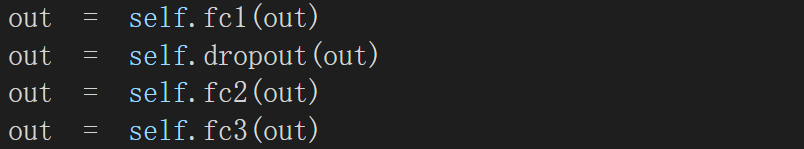 out = self.fc1(out)
out = self.dropout(out)
out = self.fc2(out)
out = self.fc3(out)